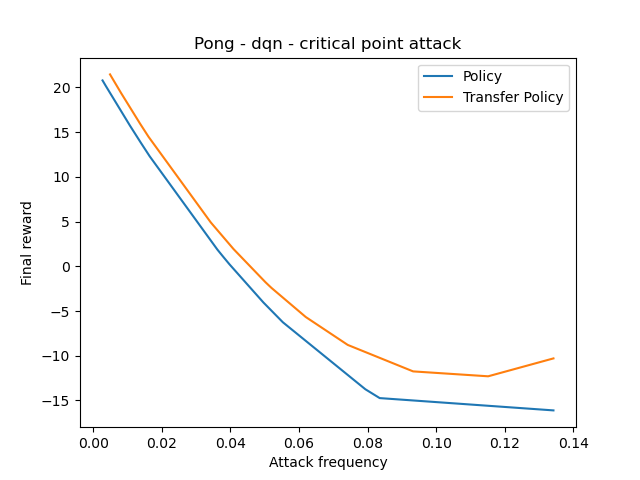 Pong - dqn - critical point attack
Policy
Transfer Policy
Final reward
20
15
10
5
0
−5
−10
−15
0.00 0.02 0.04 0.06 0.08 0.10 0.12 0.14
Attack frequency